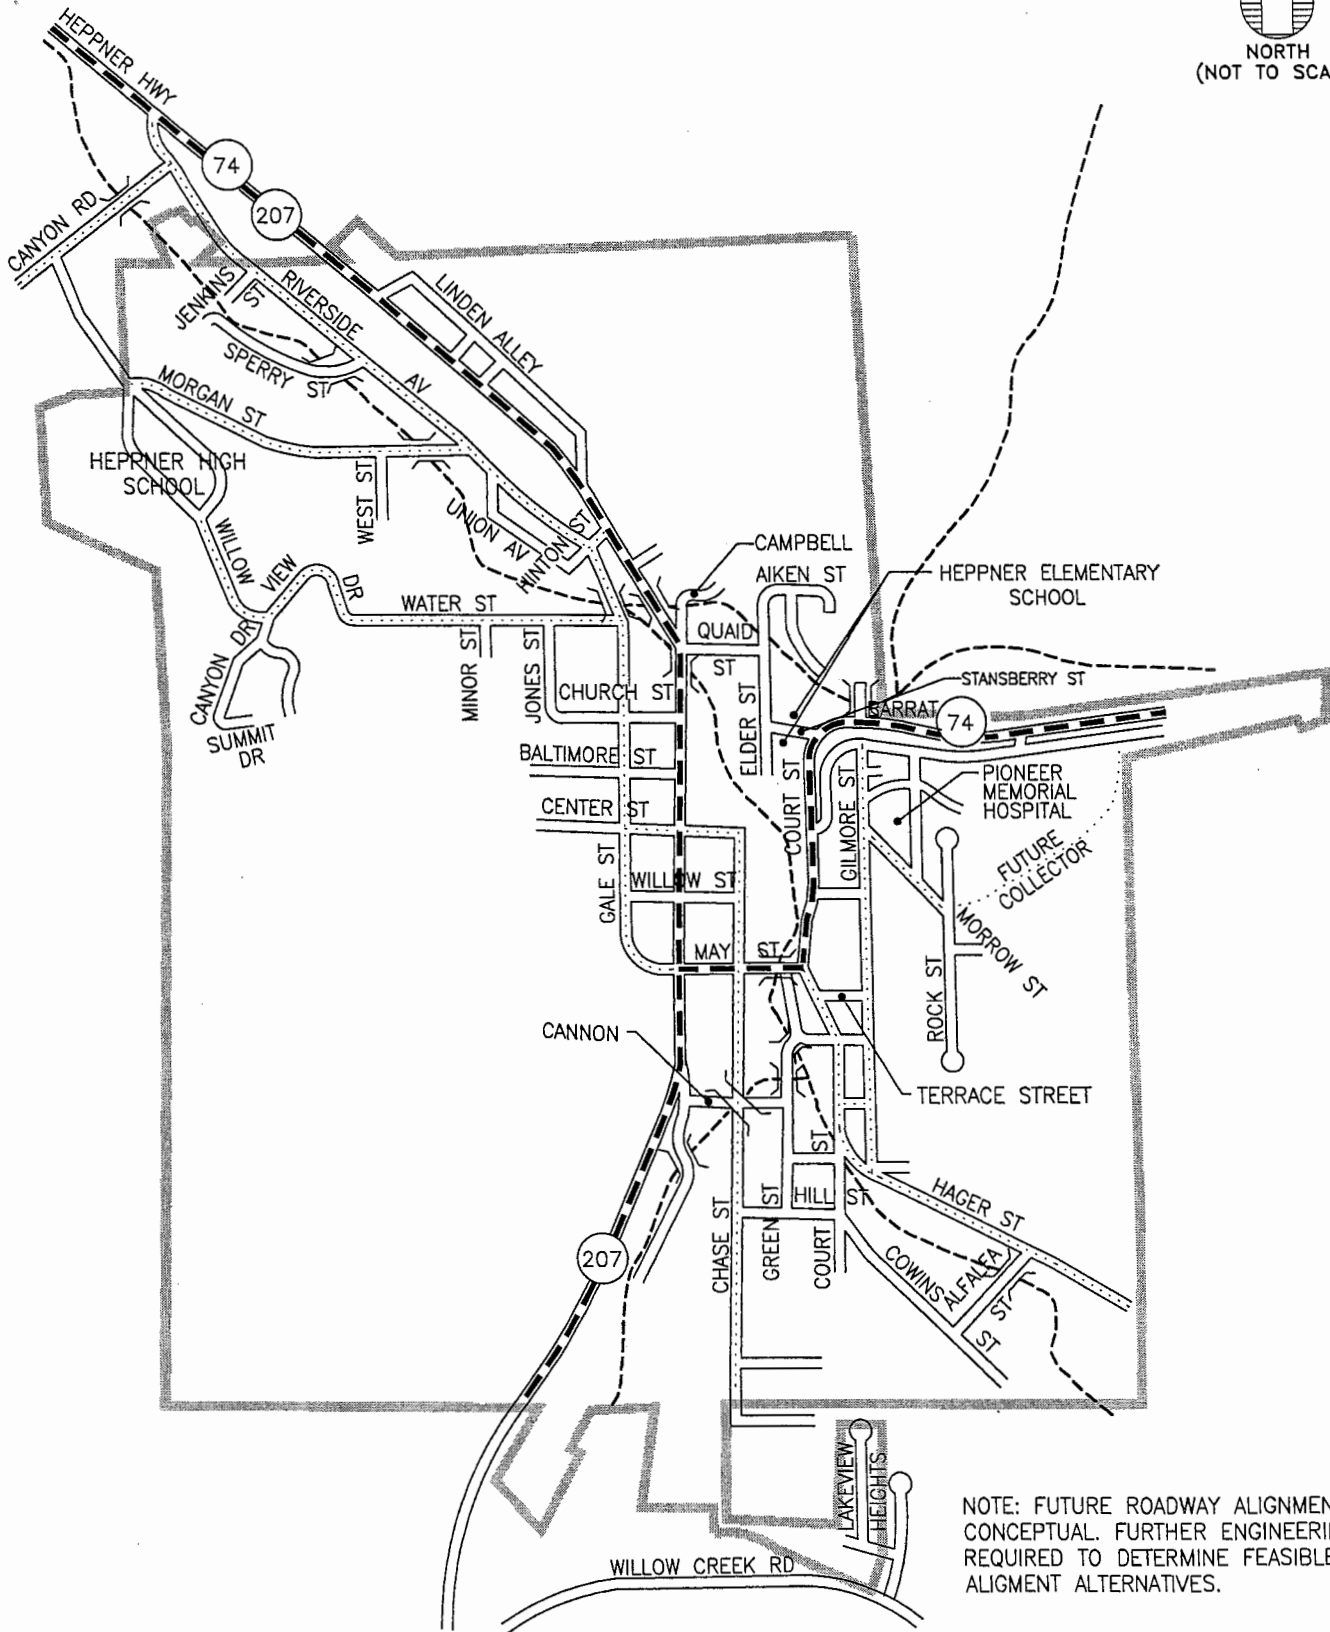 NORTH
(NOT TO SCA
HEPPNER HWY
74
207
CANYON RD
JENKINS
ST
RIVERSIDE
AV
LINDEN ALLEY
SPERRY ST
MORGAN ST
HEPPNER HIGH
SCHOOL
WEST ST
UNION AV
HINTON ST
WILLOW
VIEW
DR
WATER ST
CAMPBELL
AIKEN ST
HEPPNER ELEMENTARY
SCHOOL
QUAID
ST
CANYON DR
SUMMIT
DR
MINOR ST
JONES ST
CHURCH ST
ELDER ST
STANSBERRY ST
BARRAT
74
BALTIMORE ST
CENTER ST
COURT ST
GILMORE ST
PIONEER
MEMORIAL
HOSPITAL
FUTURE
COLLECTOR
GALE ST
WILLOW ST
MORROW ST
MAY ST
ROCK ST
CANNON
TERRACE STREET
CHASE ST
GREEN ST
HILL ST
COURT ST
HAGER ST
207
COWINS
ST
ALFALFA
ST
LAKEVIEW
HEIGHTS
WILLOW CREEK RD
NOTE: FUTURE ROADWAY ALIGNMEN
CONCEPTUAL. FURTHER ENGINEERI
REQUIRED TO DETERMINE FEASIBLE
ALIGMENT ALTERNATIVES.